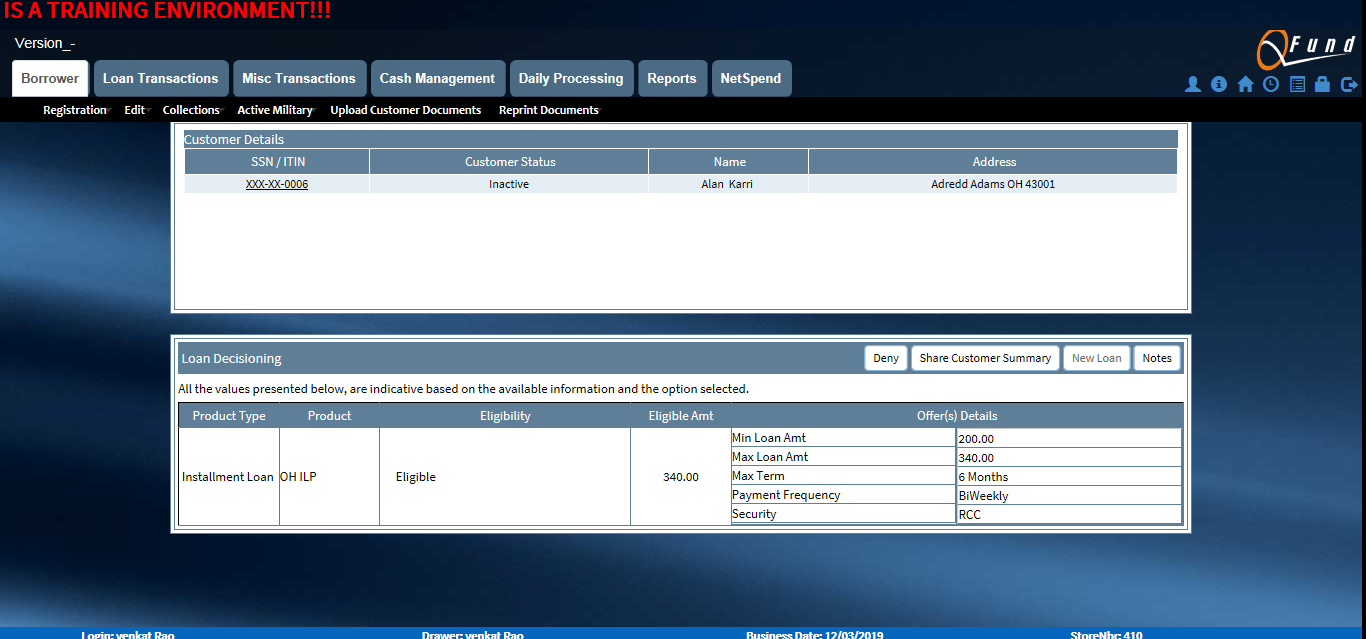 IS A TRAINING ENVIRONMENT!!!
Version_-
QFund
Borrower Loan Transactions Misc Transactions Cash Management Daily Processing Reports NetSpend
Registration Edit Collections Active Military Upload Customer Documents Reprint Documents
Customer Details
SSN / ITIN Customer Status Name Address
XXX-XX-0006 Inactive Alan Karri Adredd Adams OH 43001
Loan Decisioning Deny Share Customer Summary New Loan Notes
All the values presented below, are indicative based on the available information and the option selected.
Product Type Product Eligibility Eligible Amt Offer(s) Details
Installment Loan OH ILP Eligible 340.00
Min Loan Amt 200.00
Max Loan Amt 340.00
Max Term 6 Months
Payment Frequency BiWeekly
Security RCC
Login: venkat Rao Drawer: venkat Rao Business Date: 12/03/2019 StoreNbr: 410